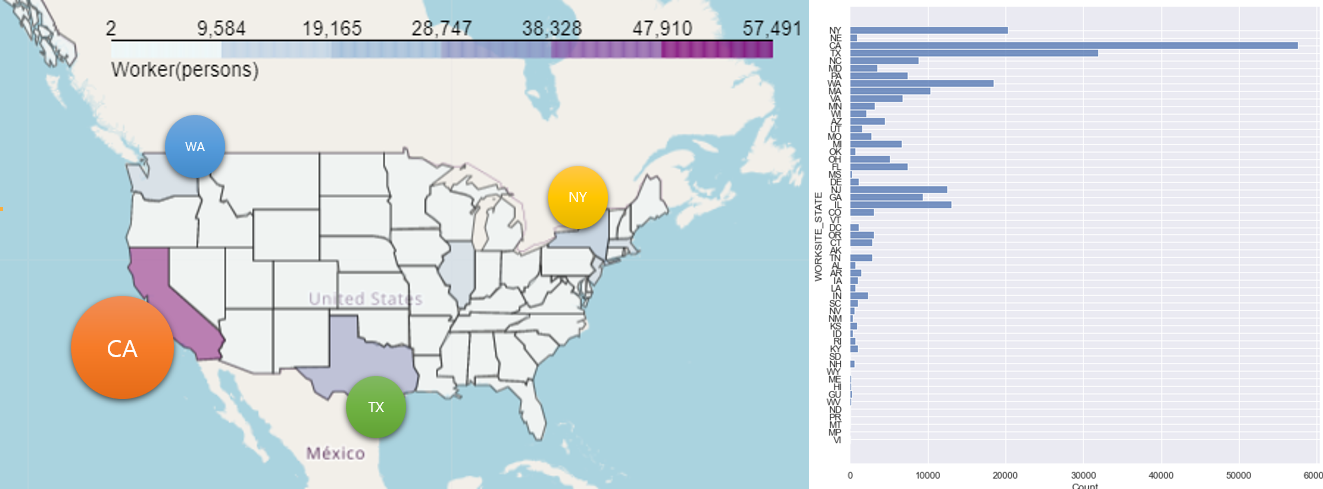 2 9,584 19,165 28,747 38,328 47,910 57,491
Worker(persons)
WA
NY
United States
CA
TX
México
WORKSITE_STATE
NY
NE
CA
TX
NC
MD
PA
WA
MA
VA
MN
WI
AZ
UT
MO
MI
OK
OH
FL
MS
DE
NJ
GA
IL
CO
VT
DC
OR
CT
AK
TN
AL
AR
IA
LA
IN
SC
NV
NM
KS
ID
RI
KY
SD
NH
WY
ME
HI
GU
WV
ND
PR
MT
MP
VI
0 10000 20000 30000 40000 50000 6000
Count